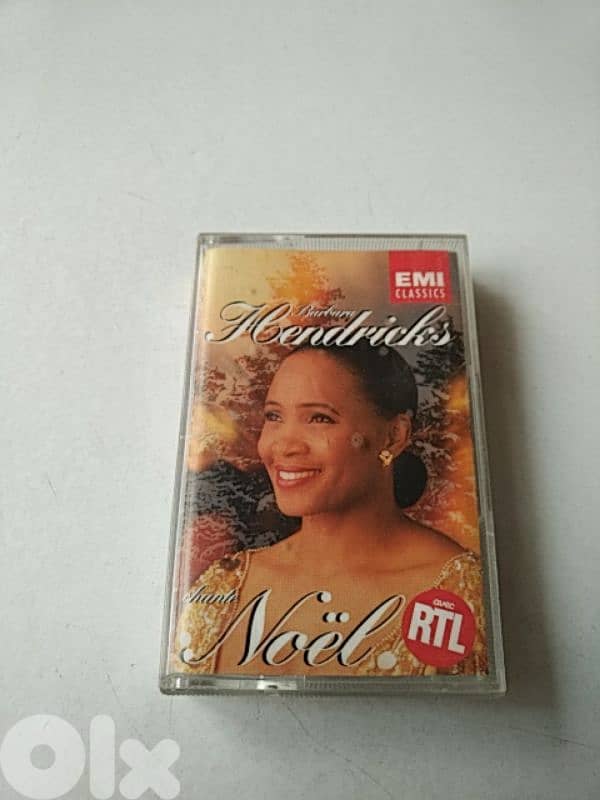 EMI
CLASSICS
Barbara
Hendricks
chante
Noël
avec
RTL
Olx